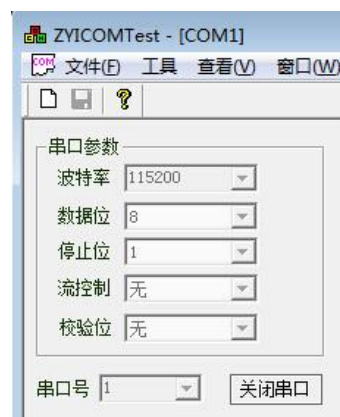 ZYICOMTest - [COM1]
COM 文件(F) 工具 查看(V) 窗口(W)
串口参数
波特率 115200
数据位 8
停止位 1
流控制 无
校验位 无
串口号 1 关闭串口